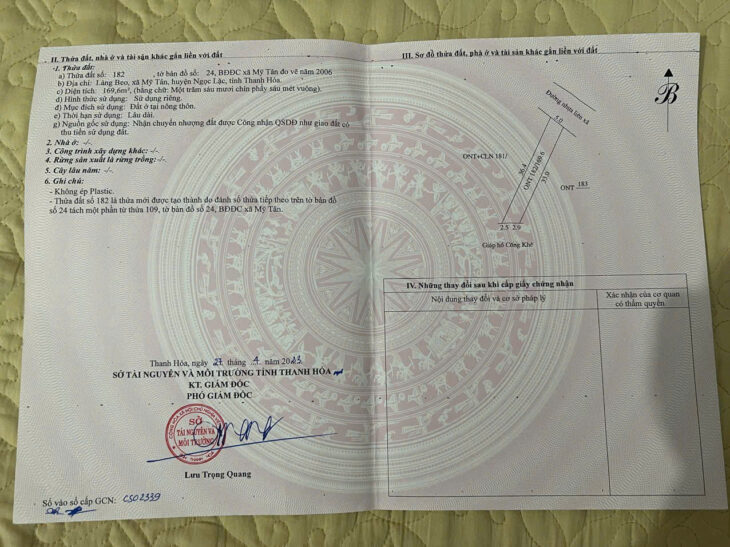 II. Thửa đất, nhà ở và tài sản khác gắn liền với đất
1. Thửa đất:
a) Thửa đất số: 182 , tờ bản đồ số: 24, BĐĐC xã Mỹ Tân đo vẽ năm 2006
b) Địa chỉ: Làng Beo, xã Mỹ Tân, huyện Ngọc Lặc, tỉnh Thanh Hóa.
c) Diện tích: 169,6m², (bằng chữ: Một trăm sáu mươi chín phẩy sáu mét vuông).
d) Hình thức sử dụng: Sử dụng riêng.
đ) Mục đích sử dụng: Đất ở tại nông thôn.
e) Thời hạn sử dụng: Lâu dài.
g) Nguồn gốc sử dụng: Nhận chuyển nhượng đất được Công nhận QSDĐ như giao đất có
thu tiền sử dụng đất.
2. Nhà ở: -/-
3. Công trình xây dựng khác: -/-
4. Rừng sản xuất là rừng trồng: -/-
5. Cây lâu năm: -/-
6. Ghi chú:
- Không ép Plastic.
- Thửa đất số 182 là thửa mới được tạo thành do đánh số thửa tiếp theo trên tờ bản đồ
số 24 tách một phần từ thửa 109, tờ bản đồ số 24, BĐĐC xã Mỹ Tân.
Thanh Hóa, ngày 27 tháng 4 năm 2023
SỞ TÀI NGUYÊN VÀ MÔI TRƯỜNG TỈNH THANH HÓA
KT. GIÁM ĐỐC
PHÓ GIÁM ĐỐC
SỞ
TÀI NGUYÊN VÀ
MÔI TRƯỜNG
Lưu Trọng Quang
Số vào sổ cấp GCN: CS02339
III. Sơ đồ thửa đất, nhà ở và tài sản khác gắn liền với đất
B
Đường nhựa liên xã
5.0
ONT+CLN 181
36.4
ONT 182/169.6
33.0
ONT 183
2.5 2.9
Giáp hồ Cống Khê
IV. Những thay đổi sau khi cấp giấy chứng nhận
Nội dung thay đổi và cơ sở pháp lý
Xác nhận của cơ quan
có thẩm quyền